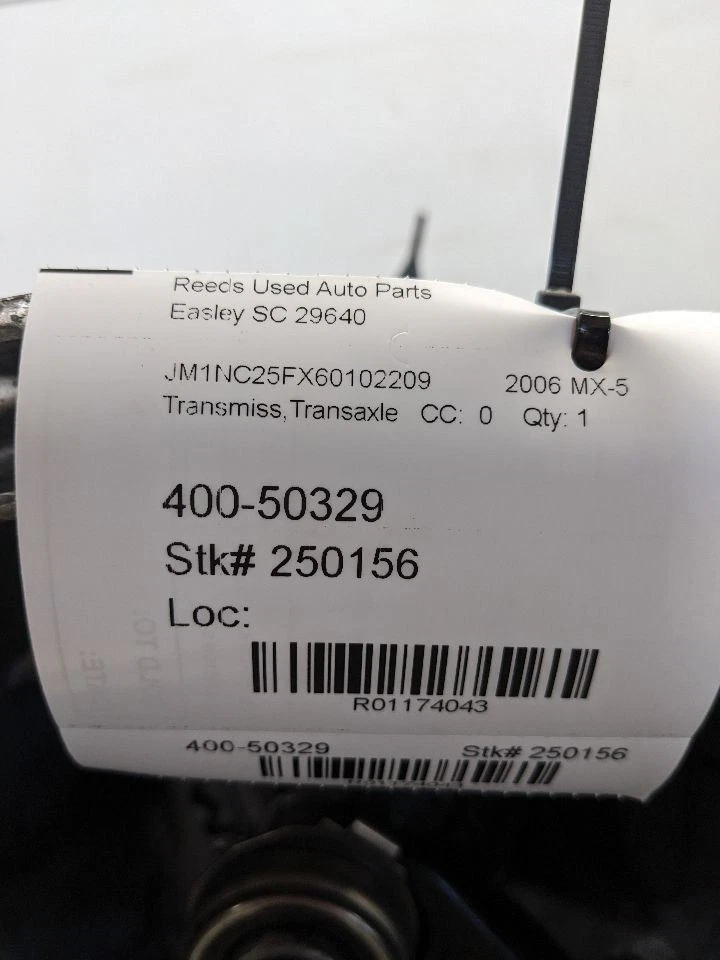 Reeds Used Auto Parts
Easley SC 29640
JM1NC25FX60102209 2006 MX-5
Transmiss,Transaxle CC: 0 Qty: 1
400-50329
Stk# 250156
Loc:
R01174043
400-50329 Stk# 250156